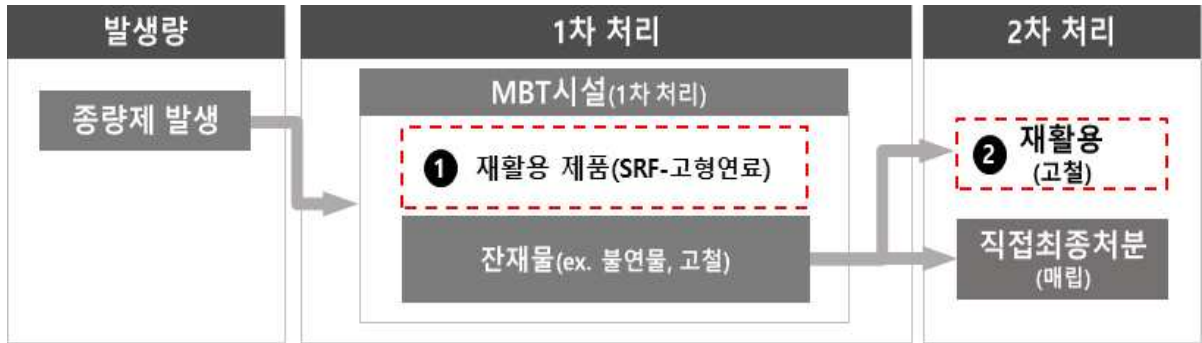 발생량
1차 처리
2차 처리
종량제 발생
MBT시설(1차 처리)
1 재활용 제품(SRF-고형연료)
잔재물(ex. 불연물, 고철)
2 재활용
(고철)
직접최종처분
(매립)